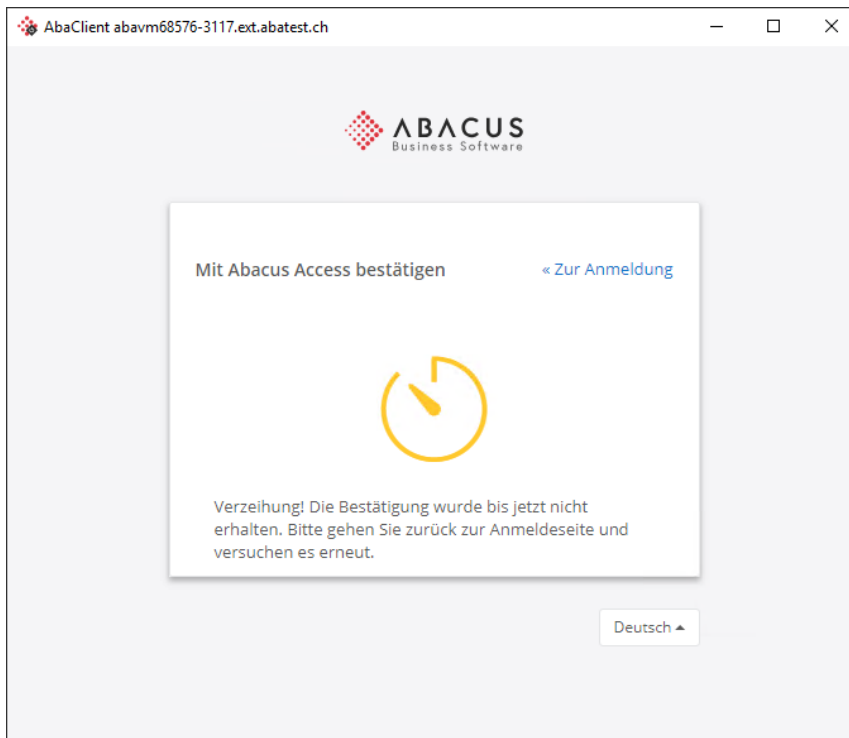 AbaClient abavm68576-3117.ext.abatest.ch
ABACUS
Business Software
Mit Abacus Access bestätigen
« Zur Anmeldung
Verzeihung! Die Bestätigung wurde bis jetzt nicht
erhalten. Bitte gehen Sie zurück zur Anmeldeseite und
versuchen es erneut.
Deutsch